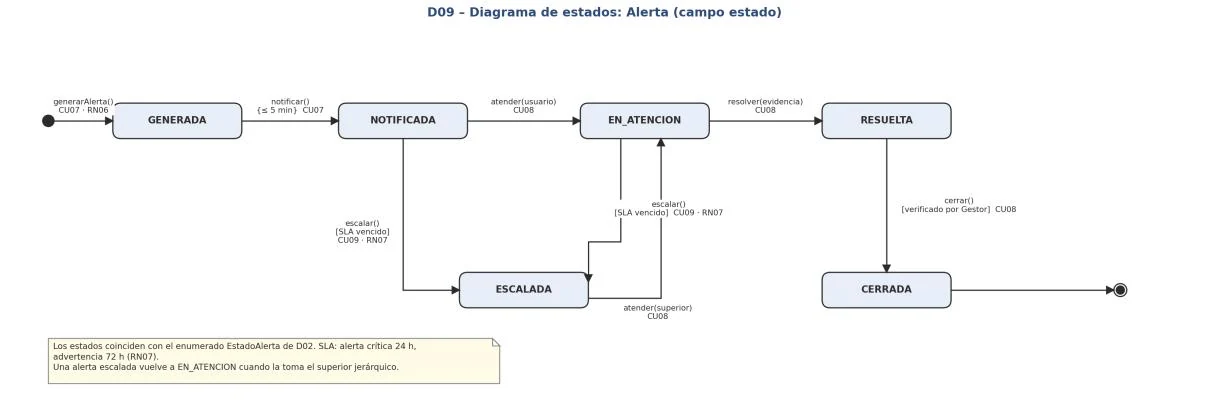 D09 – Diagrama de estados: Alerta (campo estado)
generarAlerta()
CU07 · RN06
GENERADA
notificar()
{≤ 5 min}  CU07
NOTIFICADA
atender(usuario)
CU08
EN_ATENCION
resolver(evidencia)
CU08
RESUELTA
escalar()
[SLA vencido]
CU09 · RN07
escalar()
[SLA vencido]  CU09 · RN07
cerrar()
[verificado por Gestor]  CU08
ESCALADA
atender(superior)
CU08
CERRADA
Los estados coinciden con el enumerado EstadoAlerta de D02. SLA: alerta crítica 24 h,
advertencia 72 h (RN07).
Una alerta escalada vuelve a EN_ATENCION cuando la toma el superior jerárquico.